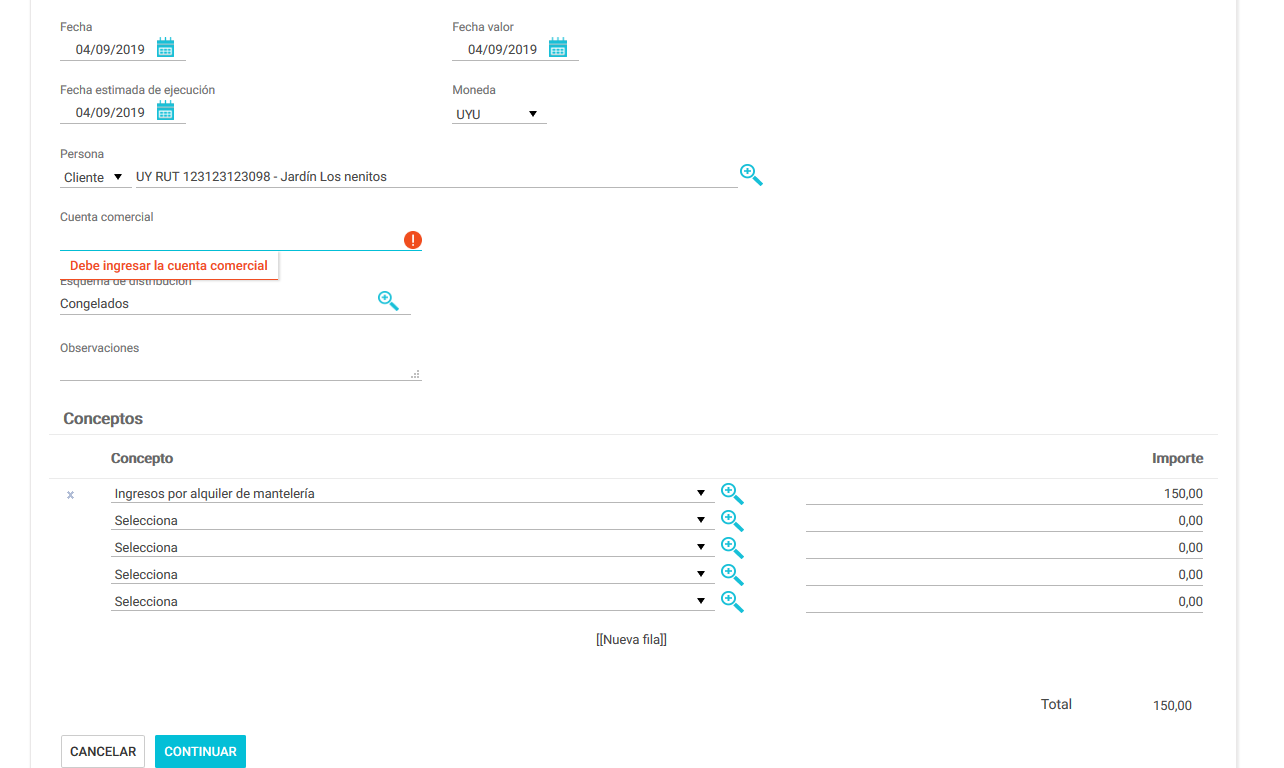 Fecha
Fecha valor
04/09/2019
04/09/2019
Fecha estimada de ejecución
Moneda
04/09/2019
UYU
Persona
Cliente
UY RUT 123123123098 - Jardín Los nenitos
Cuenta comercial
Debe ingresar la cuenta comercial
Esquema de distribución
Congelados
Observaciones
Conceptos
Concepto
Importe
x
Ingresos por alquiler de mantelería
150,00
Selecciona
0,00
Selecciona
0,00
Selecciona
0,00
Selecciona
0,00
[[Nueva fila]]
Total
150,00
CANCELAR
CONTINUAR